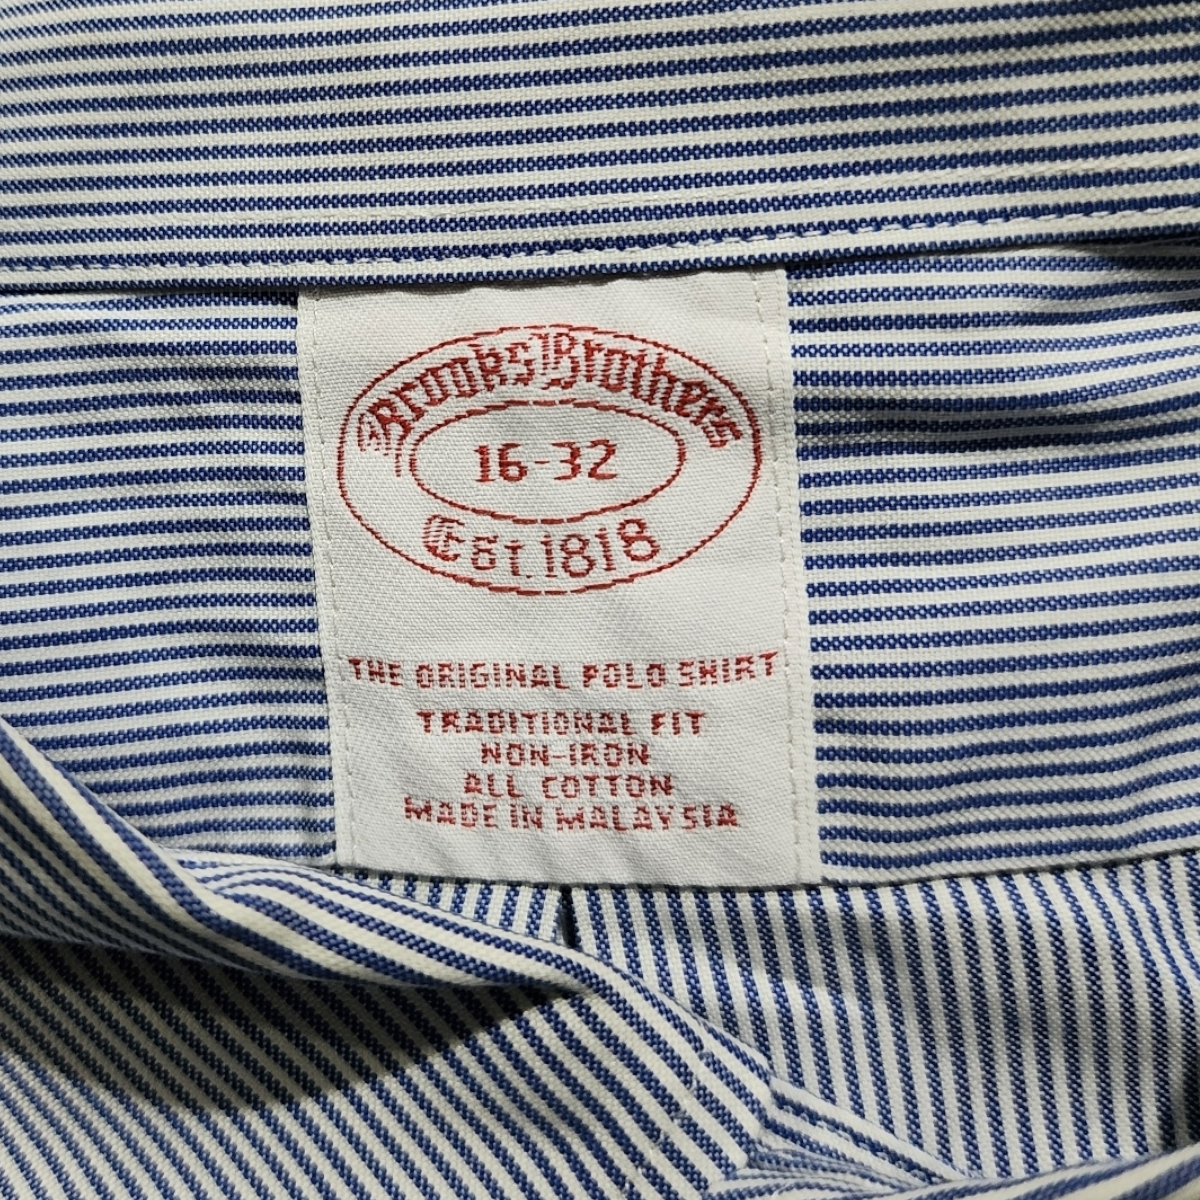 Brooks Brothers
16-32
Est. 1818
THE ORIGINAL POLO SHIRT
TRADITIONAL FIT
NON-IRON
ALL COTTON
MADE IN MALAYSIA